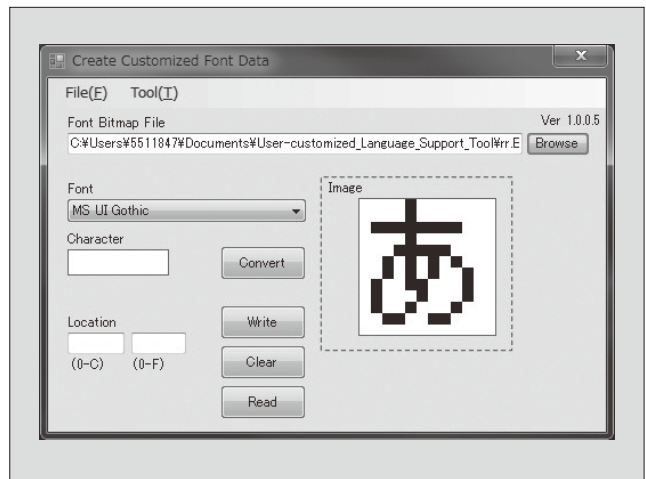 Create Customized Font Data
File(F) Tool(T)
Font Bitmap File
Ver 1.0.0.5
C:¥Users¥5511847¥Documents¥User-customized_Language_Support_Tool¥rr.E
Browse
Font
Image
MS UI Gothic
あ
Character
Convert
Location
Write
(0-C) (0-F)
Clear
Read